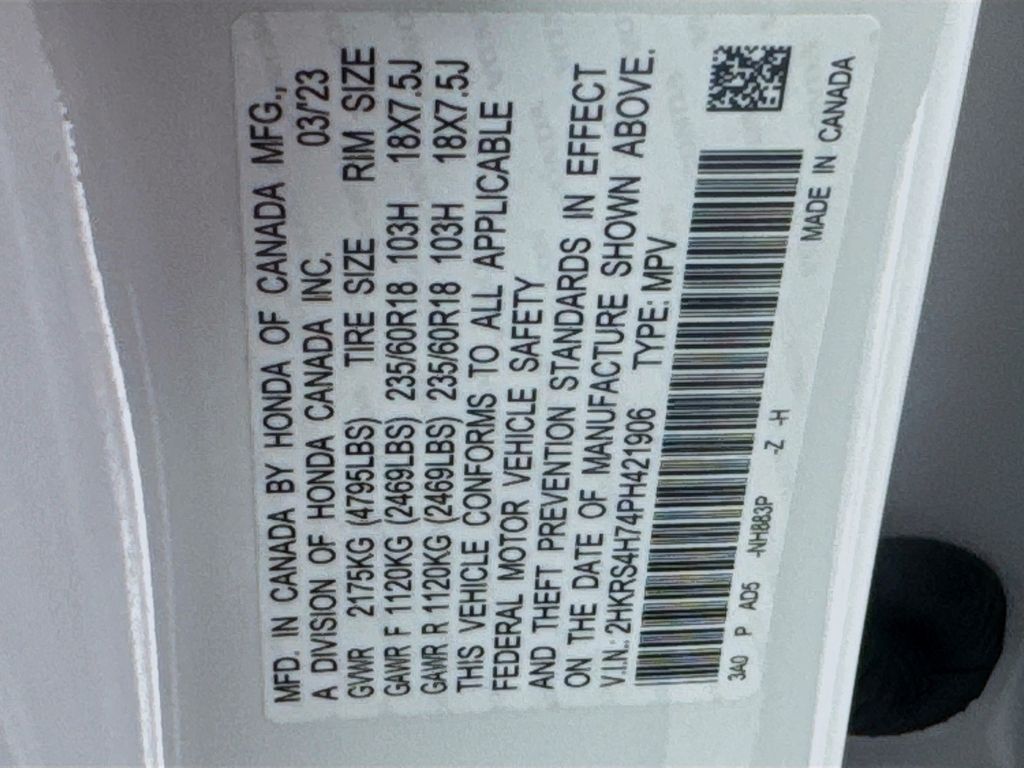 MFD. IN CANADA BY HONDA OF CANADA MFG.,
A DIVISION OF HONDA CANADA INC. 03/'23
GVWR 2175KG (4795LBS) TIRE SIZE RIM SIZE
GAWR F 1120KG (2469LBS) 235/60R18 103H 18X7.5J
GAWR R 1120KG (2469LBS) 235/60R18 103H 18X7.5J
THIS VEHICLE CONFORMS TO ALL APPLICABLE
FEDERAL MOTOR VEHICLE SAFETY
AND THEFT PREVENTION STANDARDS IN EFFECT
ON THE DATE OF MANUFACTURE SHOWN ABOVE.
V.I.N.: 2HKRS4H74PH421906 TYPE: MPV
3A0 P AD5 -NH883P -Z -H
MADE IN CANADA